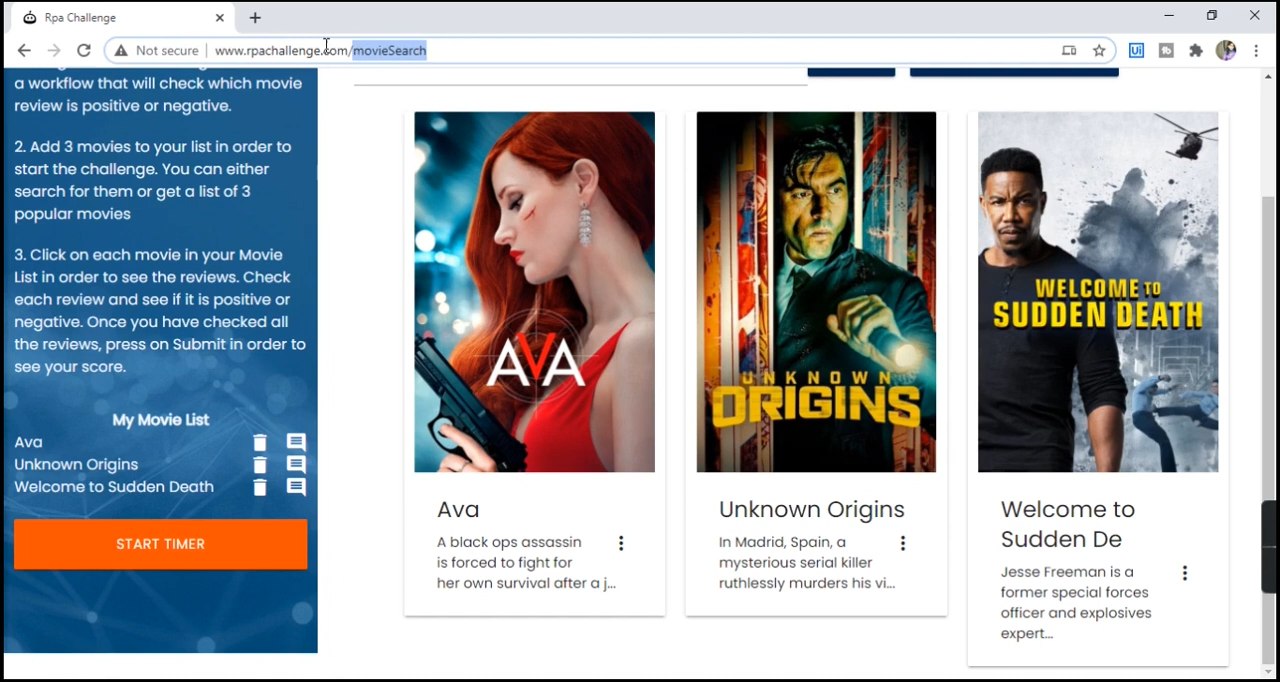 Rpa Challenge
Not secure
www.rpachallenge.com/movieSearch
a workflow that will check which movie
review is positive or negative.
2. Add 3 movies to your list in order to
start the challenge. You can either
search for them or get a list of 3
popular movies
3. Click on each movie in your Movie
List in order to see the reviews. Check
each review and see if it is positive or
negative. Once you have checked all
the reviews, press on Submit in order to
see your score.
My Movie List
Ava
Unknown Origins
Welcome to Sudden Death
START TIMER
AVA
Ava
A black ops assassin
is forced to fight for
her own survival after a j...
UNKNOWN
ORIGINS
Unknown Origins
In Madrid, Spain, a
mysterious serial killer
ruthlessly murders his vi...
WELCOME TO
SUDDEN DEATH
Welcome to
Sudden De
Jesse Freeman is a
former special forces
officer and explosives
expert...